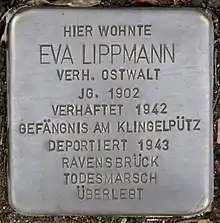 HIER WOHNTE
EVA LIPPMANN
VERH. OSTWALT
JG. 1902
VERHAFTET 1942
GEFÄNGNIS AM KLINGELPÜTZ
DEPORTIERT 1943
RAVENSBRÜCK
TODESMARSCH
ÜBERLEBT